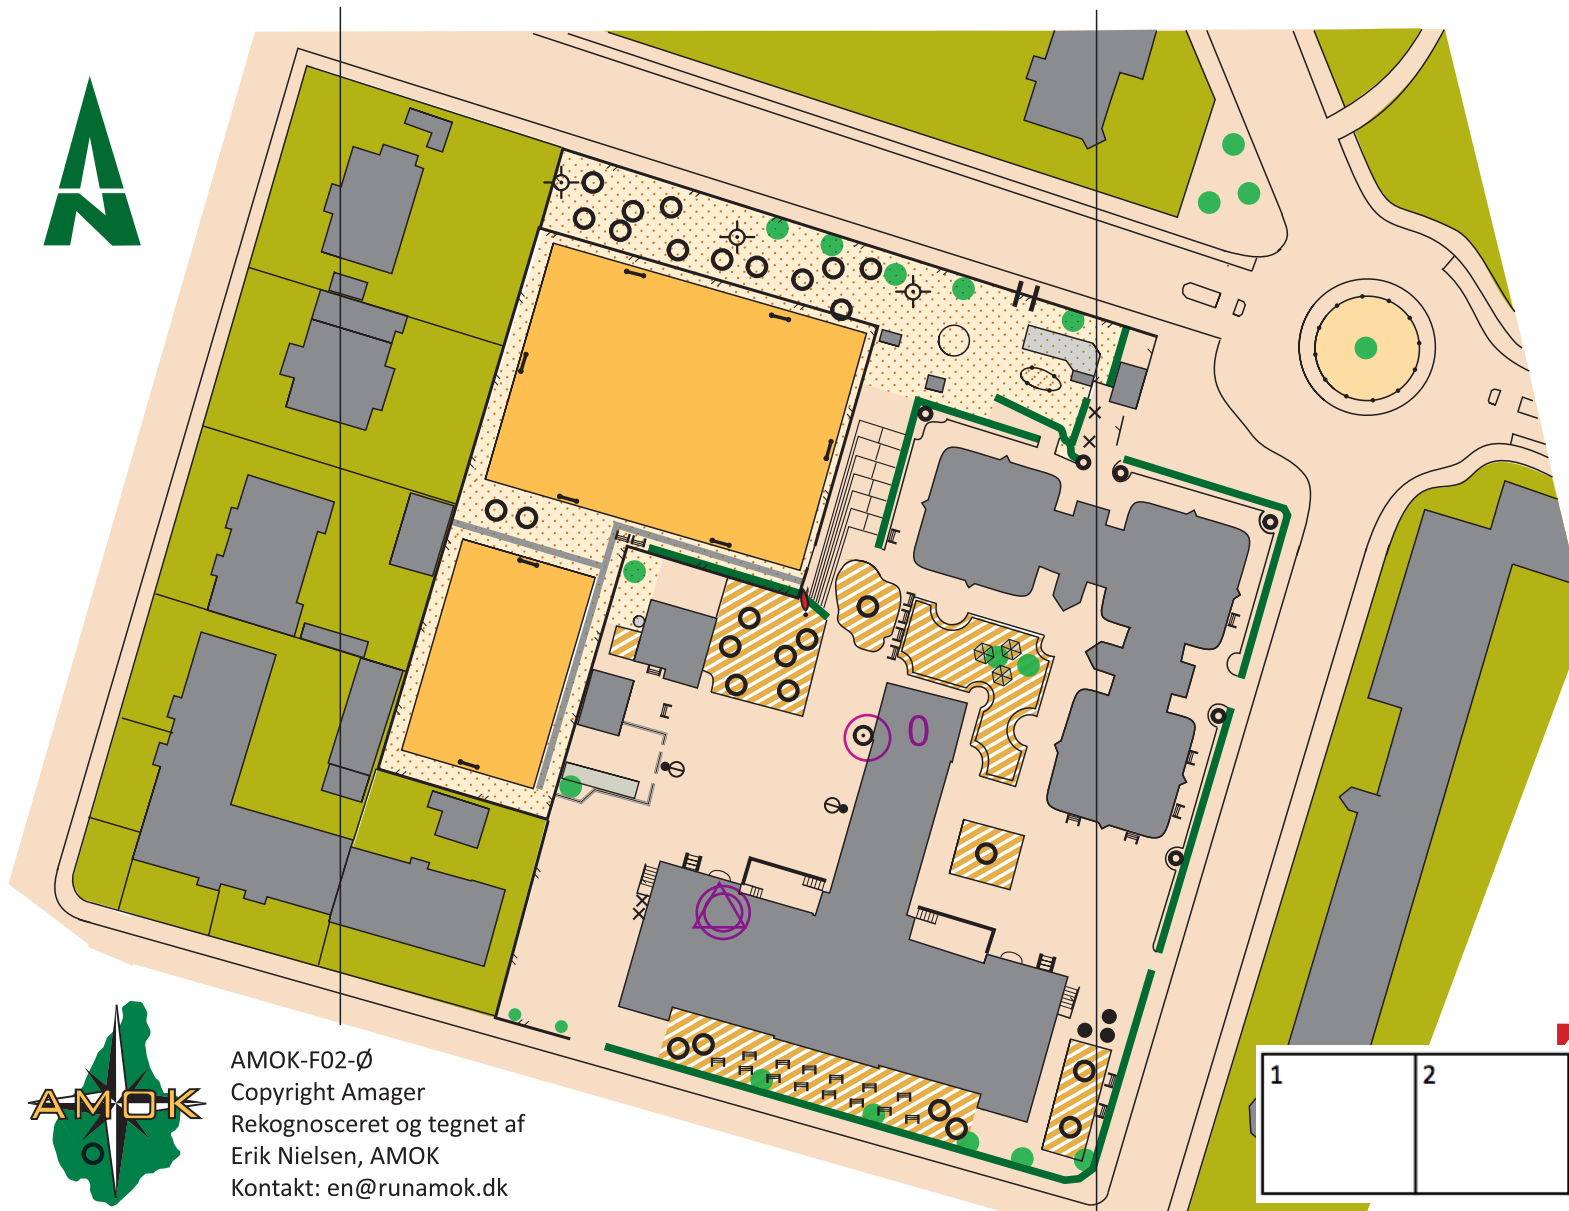 0
AMOK
AMOK-F02-Ø
Copyright Amager
Rekognosceret og tegnet af
Erik Nielsen, AMOK
Kontakt: en@runamok.dk
1 2